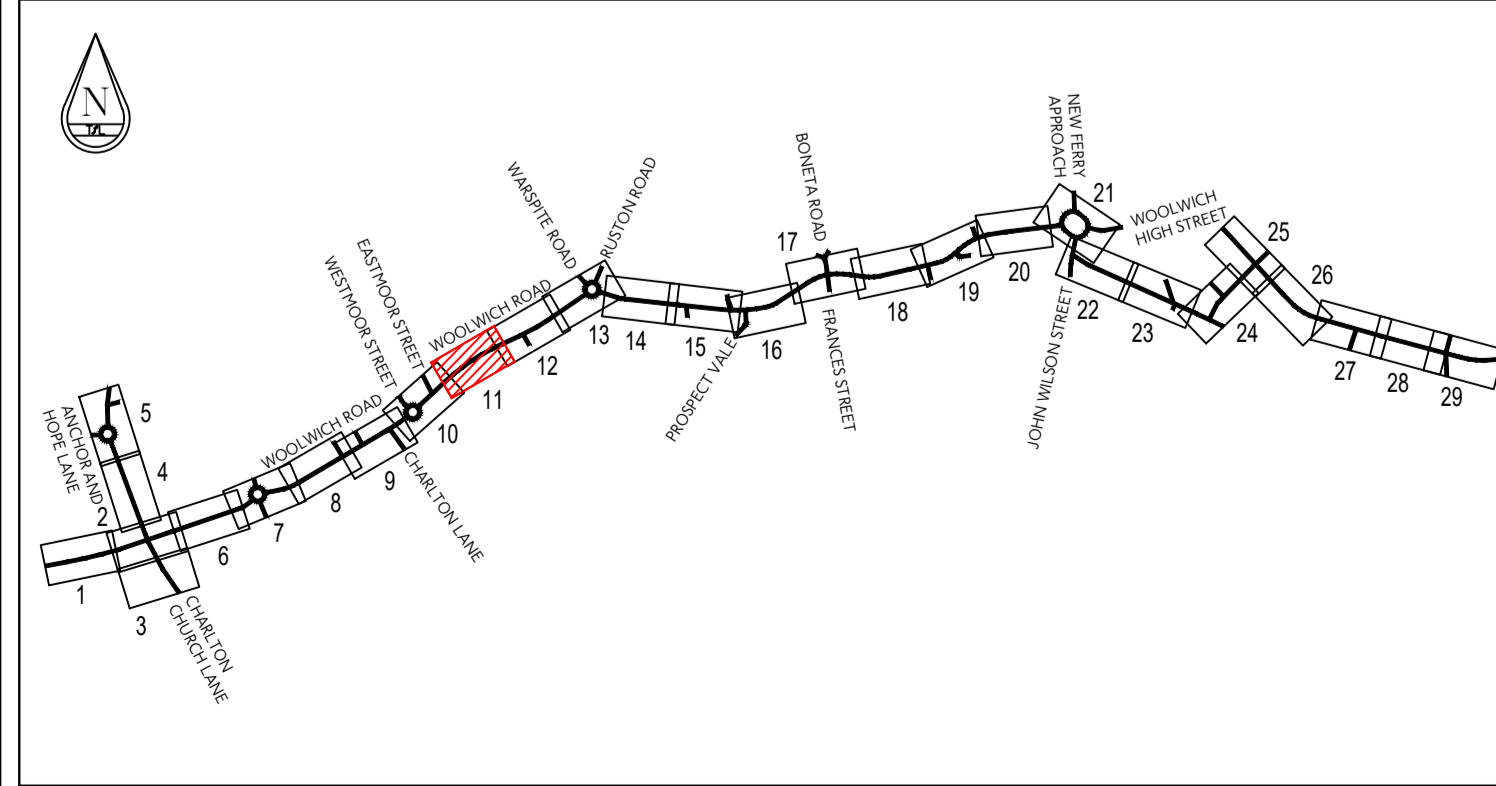 N
TfL
NEW FERRY
APPROACH
21
WOOLWICH
HIGH STREET
25
26
BONETA ROAD
17
WARSPITE ROAD
RUSTON ROAD
EASTMOOR STREET
WESTMOOR STREET
WOOLWICH ROAD
20
19
18
22
23
24
JOHN WILSON STREET
27
28
29
13
14
15
16
PROSPECT VALE
FRANCES STREET
12
11
10
WOOLWICH ROAD
9
CHARLTON LANE
8
7
5
ANCHOR AND
HOPE LANE
4
2
6
1
3
CHARLTON
CHURCH LANE